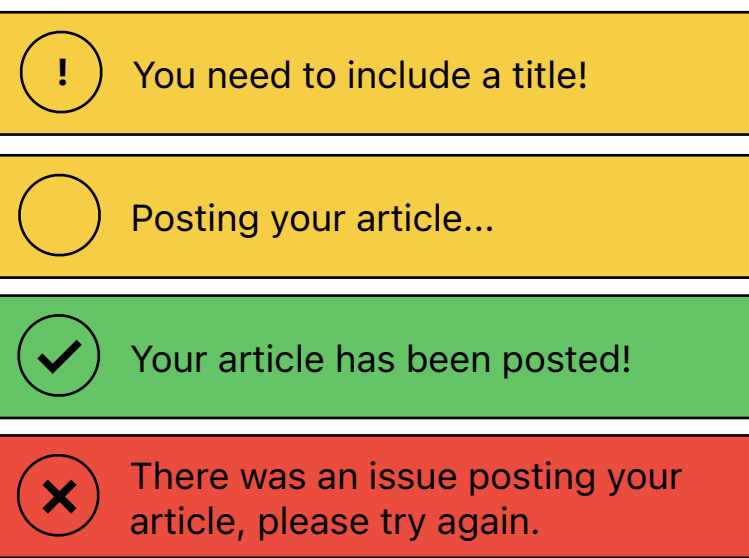 ! You need to include a title!
Posting your article...
Your article has been posted!
There was an issue posting your
article, please try again.